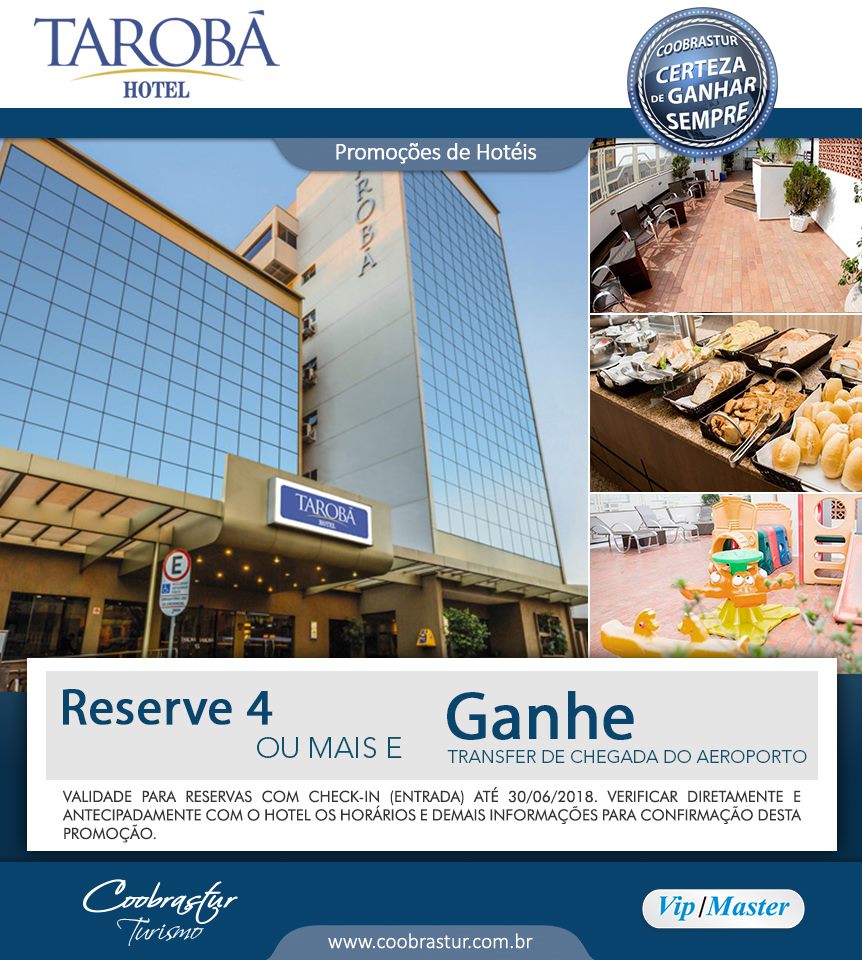 TAROBÁ
HOTEL
COOBRASTUR
CERTEZA
DE GANHAR
SEMPRE
Promoções de Hotéis
TAROBA
TAROBÁ
HOTEL
E
Reserve 4
OU MAIS E
Ganhe
TRANSFER DE CHEGADA DO AEROPORTO
VALIDADE PARA RESERVAS COM CHECK-IN (ENTRADA) ATÉ 30/06/2018. VERIFICAR DIRETAMENTE E
ANTECIPADAMENTE COM O HOTEL OS HORÁRIOS E DEMAIS INFORMAÇÕES PARA CONFIRMAÇÃO DESTA
PROMOÇÃO.
Coobrastur
Turismo
Vip/Master
www.coobrastur.com.br